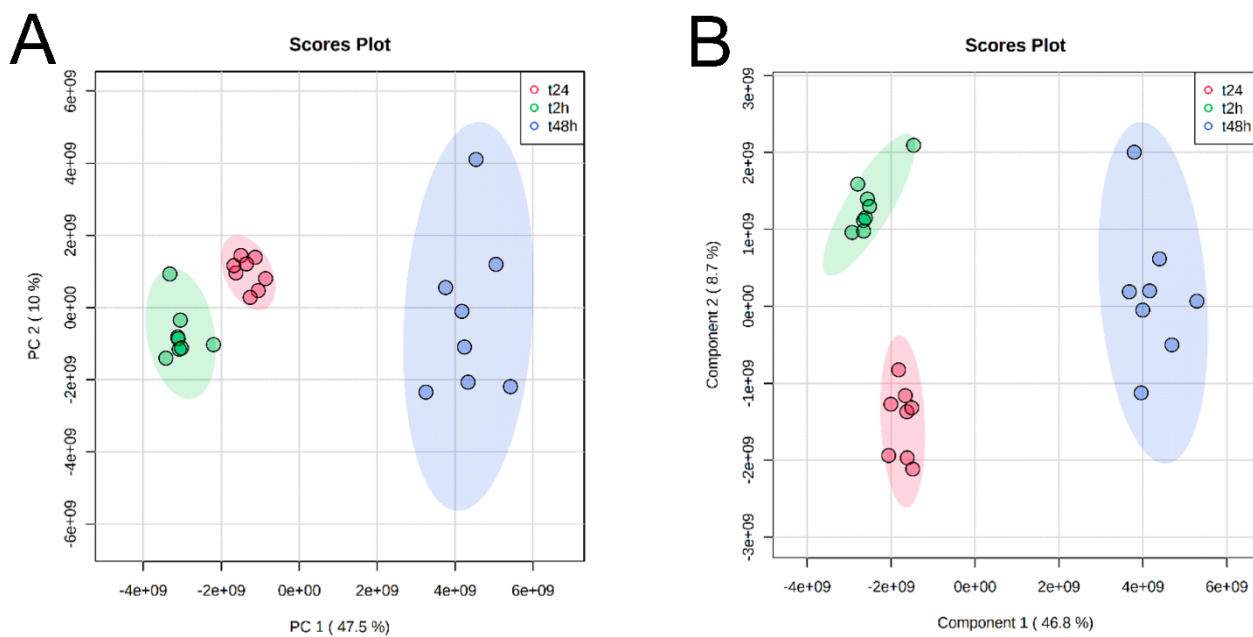 A
Scores Plot
t24
t2h
t48h
6e+09
4e+09
2e+09
0e+00
-2e+09
-4e+09
-6e+09
PC 2 ( 10 %)
-4e+09 -2e+09 0e+00 2e+09 4e+09 6e+09
PC 1 ( 47.5 %)
B
Scores Plot
t24
t2h
t48h
3e+09
2e+09
1e+09
0e+00
-1e+09
-2e+09
-3e+09
Component 2 ( 8.7 %)
-4e+09 -2e+09 0e+00 2e+09 4e+09 6e+09
Component 1 ( 46.8 %)